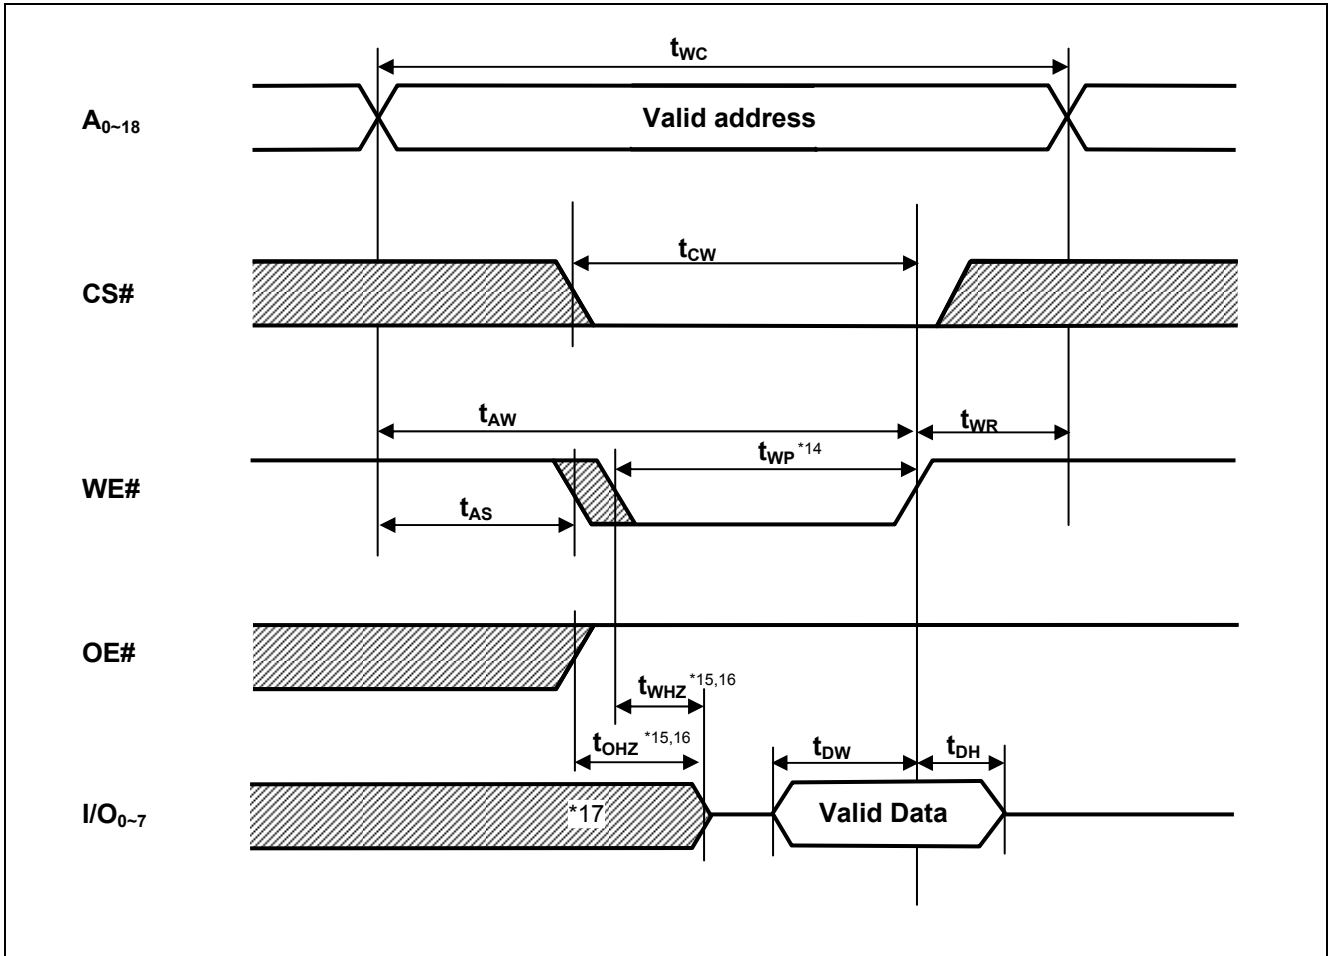 tWC
A0~18
Valid address
tCW
CS#
tAW
tWR
tWP *14
WE#
tAS
OE#
tWHZ *15,16
tOHZ *15,16
tDW
tDH
I/O0~7
*17
Valid Data